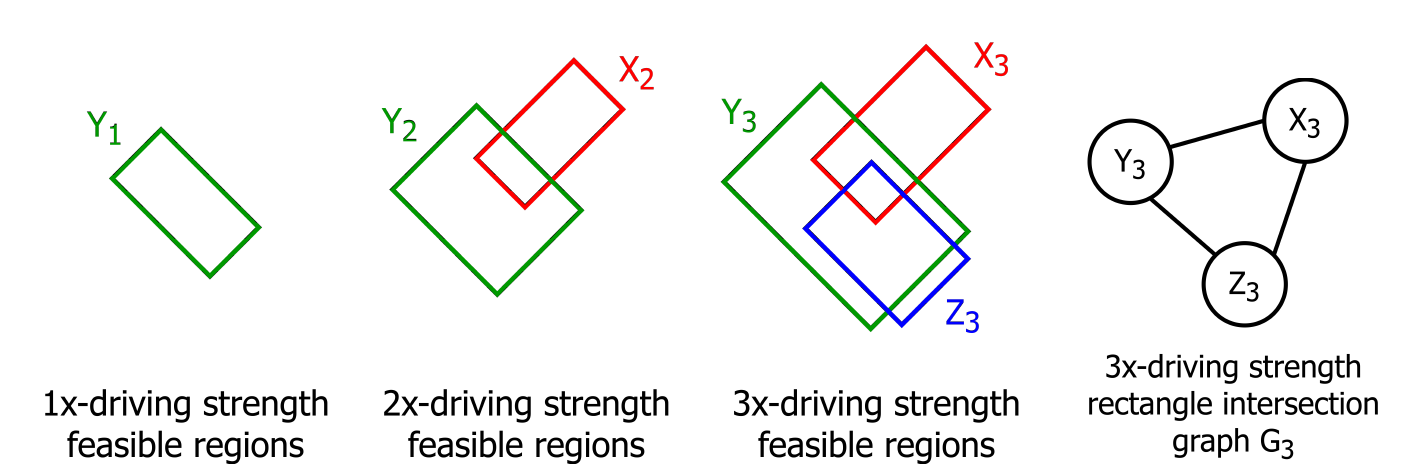 Y₁
1x-driving strength
feasible regions
Y₂
X₂
2x-driving strength
feasible regions
Y₃
X₃
Z₃
3x-driving strength
feasible regions
Y₃
X₃
Z₃
3x-driving strength
rectangle intersection
graph G₃